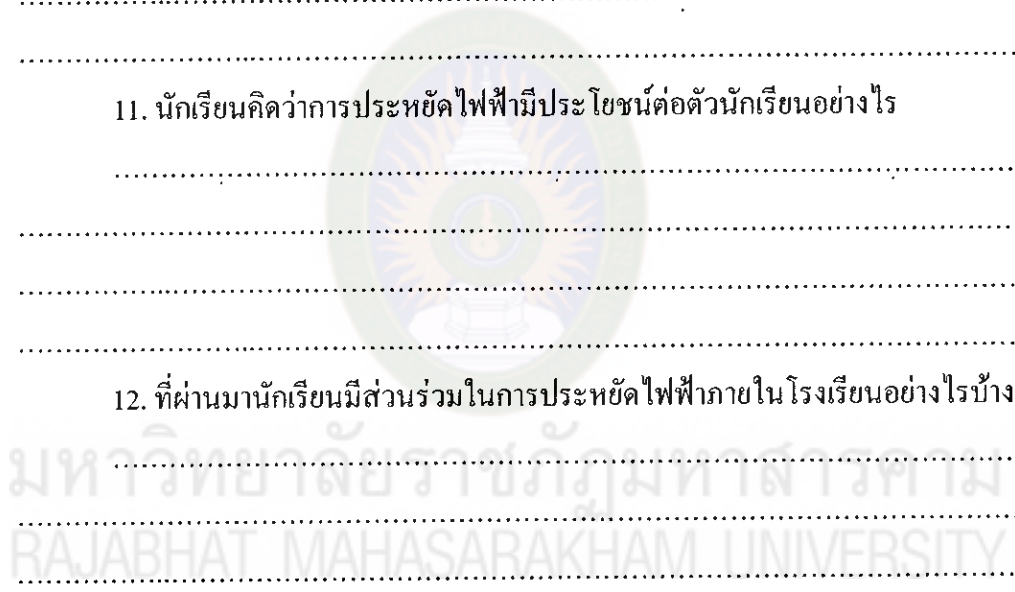 11. นักเรียนคิดว่าการประหยัดไฟฟ้ามีประโยชน์ต่อตัวนักเรียนอย่างไร
12. ที่ผ่านมานักเรียนมีส่วนร่วมในการประหยัดไฟฟ้าภายในโรงเรียนอย่างไรบ้าง
มหาวิทยาลัยราชภัฏมหาสารคาม
RAJABHAT MAHASARAKHAM UNIVERSITY